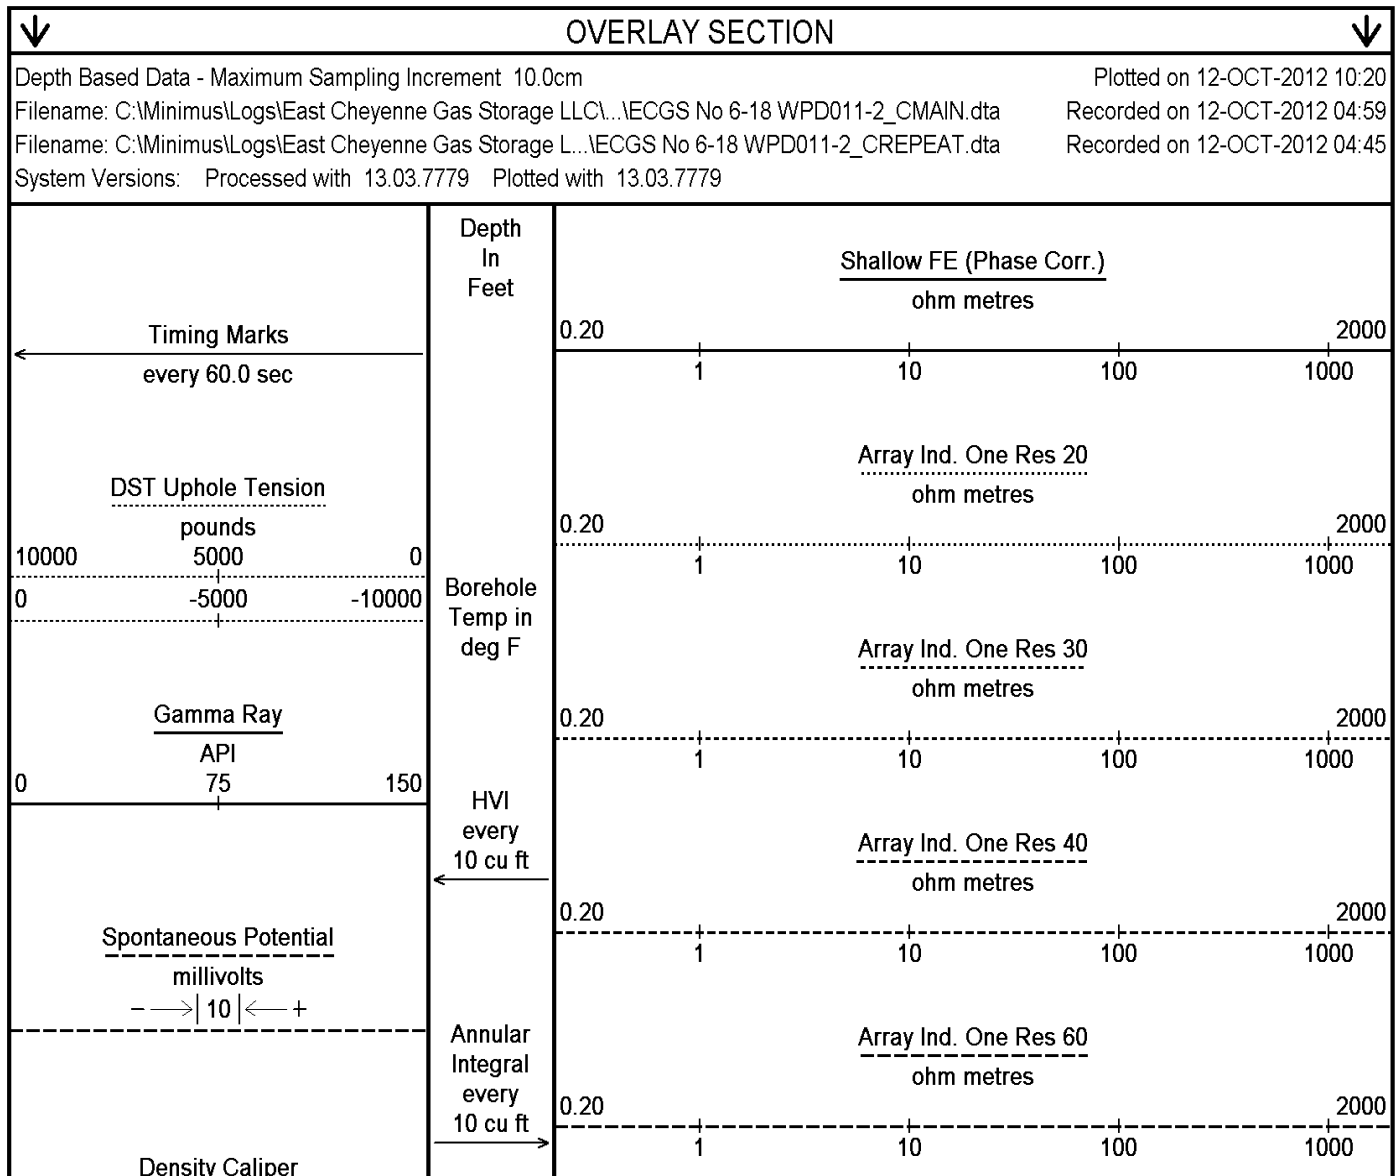 OVERLAY SECTION
Depth Based Data - Maximum Sampling Increment 10.0cm
Plotted on 12-OCT-2012 10:20
Filename: C:\Minimus\Logs\East Cheyenne Gas Storage LLC\...\ECGS No 6-18 WPD011-2_CMAIN.dta
Recorded on 12-OCT-2012 04:59
Filename: C:\Minimus\Logs\East Cheyenne Gas Storage L...\ECGS No 6-18 WPD011-2_CREPEAT.dta
Recorded on 12-OCT-2012 04:45
System Versions: Processed with 13.03.7779 Plotted with 13.03.7779
Timing Marks
every 60.0 sec
DST Uphole Tension
pounds
10000 5000 0
0 -5000 -10000
Gamma Ray
API
0 75 150
Spontaneous Potential
millivolts
- 10 +
Density Caliper
Depth
In
Feet
Borehole
Temp in
deg F
HVI
every
10 cu ft
Annular
Integral
every
10 cu ft
Shallow FE (Phase Corr.)
ohm metres
0.20 2000
1 10 100 1000
Array Ind. One Res 20
ohm metres
0.20 2000
1 10 100 1000
Array Ind. One Res 30
ohm metres
0.20 2000
1 10 100 1000
Array Ind. One Res 40
ohm metres
0.20 2000
1 10 100 1000
Array Ind. One Res 60
ohm metres
0.20 2000
1 10 100 1000